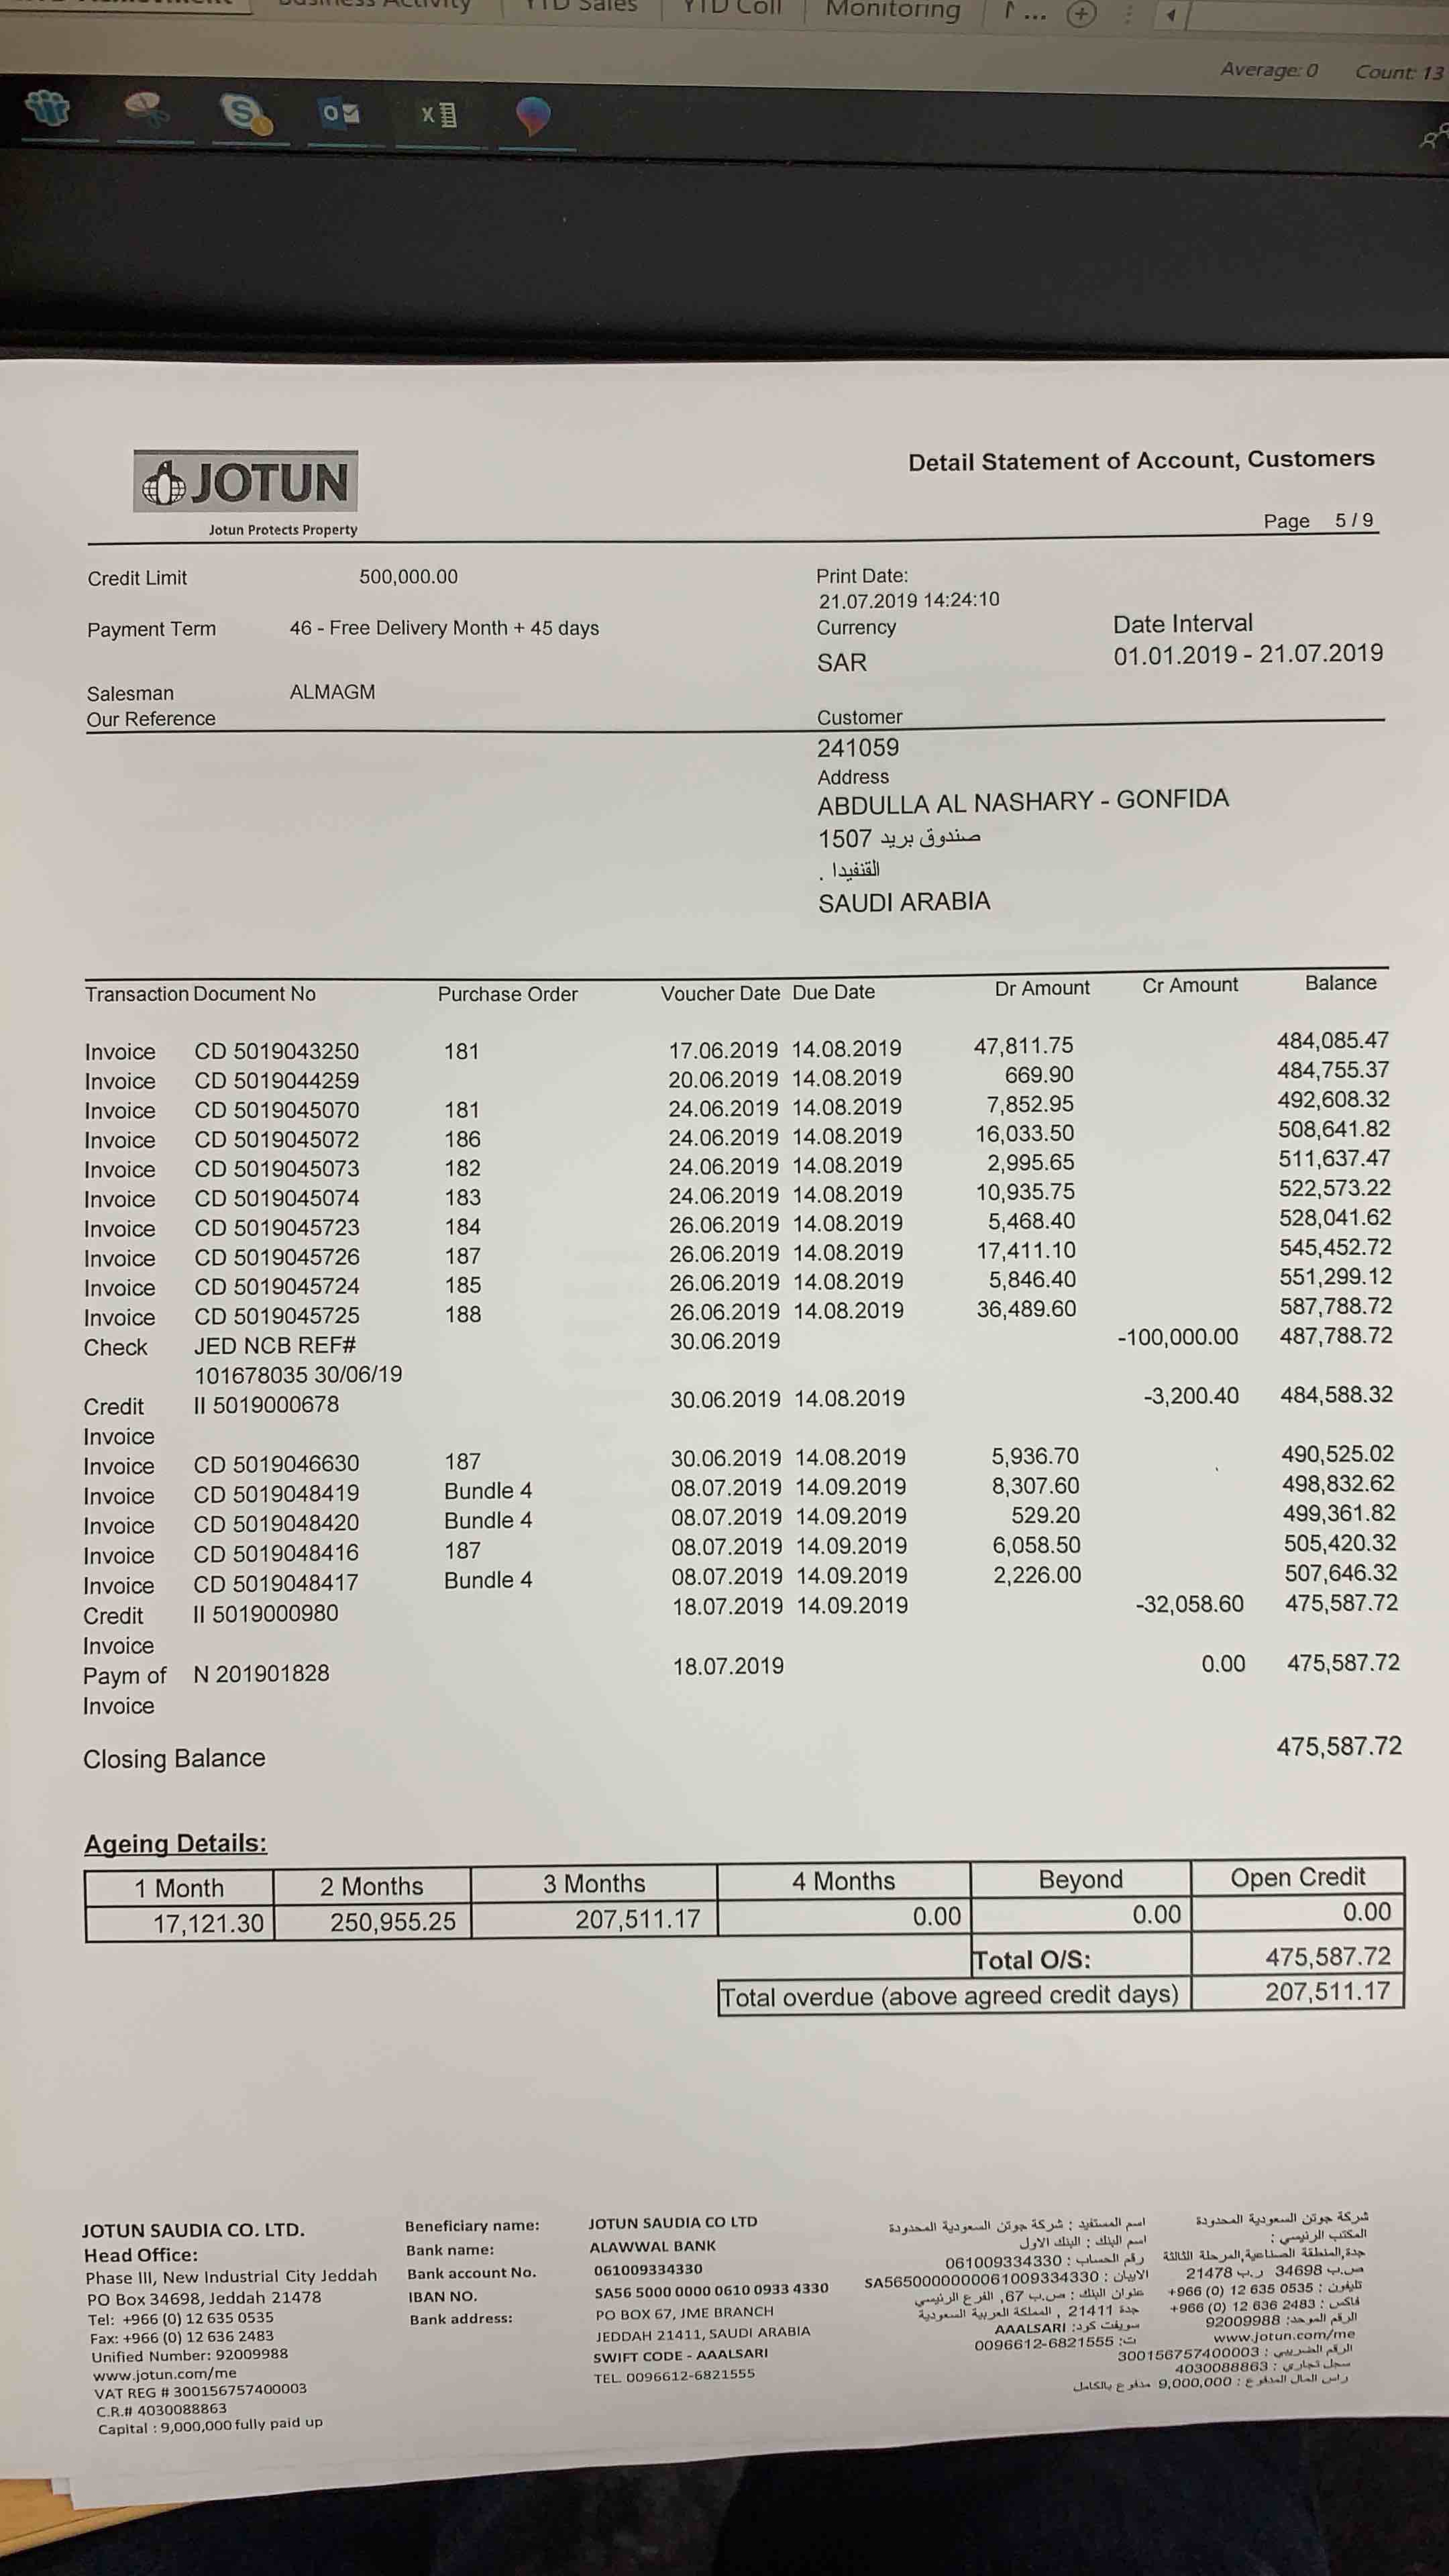 YTD Sales
YTD Coll
Monitoring
Average: 0 Count: 13
JOTUN
Jotun Protects Property
Detail Statement of Account, Customers
Page 5 / 9
Credit Limit 500,000.00
Print Date:
21.07.2019 14:24:10
Payment Term 46 - Free Delivery Month + 45 days
Currency
SAR
Date Interval
01.01.2019 - 21.07.2019
Salesman ALMAGM
Our Reference
Customer
241059
Address
ABDULLA AL NASHARY - GONFIDA
صندوق بريد 1507
القنفيدا .
SAUDI ARABIA
Transaction Document No Purchase Order Voucher Date Due Date Dr Amount Cr Amount Balance
Invoice CD 5019043250 181 17.06.2019 14.08.2019 47,811.75 484,085.47
Invoice CD 5019044259 20.06.2019 14.08.2019 669.90 484,755.37
Invoice CD 5019045070 181 24.06.2019 14.08.2019 7,852.95 492,608.32
Invoice CD 5019045072 186 24.06.2019 14.08.2019 16,033.50 508,641.82
Invoice CD 5019045073 182 24.06.2019 14.08.2019 2,995.65 511,637.47
Invoice CD 5019045074 183 24.06.2019 14.08.2019 10,935.75 522,573.22
Invoice CD 5019045723 184 26.06.2019 14.08.2019 5,468.40 528,041.62
Invoice CD 5019045726 187 26.06.2019 14.08.2019 17,411.10 545,452.72
Invoice CD 5019045724 185 26.06.2019 14.08.2019 5,846.40 551,299.12
Invoice CD 5019045725 188 26.06.2019 14.08.2019 36,489.60 587,788.72
Check JED NCB REF# 30.06.2019 -100,000.00 487,788.72
101678035 30/06/19
Credit II 5019000678 30.06.2019 14.08.2019 -3,200.40 484,588.32
Invoice
Invoice CD 5019046630 187 30.06.2019 14.08.2019 5,936.70 490,525.02
Invoice CD 5019048419 Bundle 4 08.07.2019 14.09.2019 8,307.60 498,832.62
Invoice CD 5019048420 Bundle 4 08.07.2019 14.09.2019 529.20 499,361.82
Invoice CD 5019048416 187 08.07.2019 14.09.2019 6,058.50 505,420.32
Invoice CD 5019048417 Bundle 4 08.07.2019 14.09.2019 2,226.00 507,646.32
Credit II 5019000980 18.07.2019 14.09.2019 -32,058.60 475,587.72
Invoice
Paym of N 201901828 18.07.2019 0.00 475,587.72
Invoice
Closing Balance 475,587.72
Ageing Details:
1 Month 2 Months 3 Months 4 Months Beyond Open Credit
17,121.30 250,955.25 207,511.17 0.00 0.00 0.00
Total O/S: 475,587.72
Total overdue (above agreed credit days) 207,511.17
JOTUN SAUDIA CO. LTD.
Head Office:
Phase III, New Industrial City Jeddah
PO Box 34698, Jeddah 21478
Tel: +966 (0) 12 635 0535
Fax: +966 (0) 12 636 2483
Unified Number: 92009988
www.jotun.com/me
VAT REG # 300156757400003
C.R.# 4030088863
Capital : 9,000,000 fully paid up
Beneficiary name: JOTUN SAUDIA CO LTD
Bank name: ALAWWAL BANK
Bank account No. 061009334330
IBAN NO. SA56 5000 0000 0610 0933 4330
Bank address: PO BOX 67, JME BRANCH
JEDDAH 21411, SAUDI ARABIA
SWIFT CODE - AAALSARI
TEL. 0096612-6821555
اسم المستفيد : شركة جوتن السعودية المحدودة
اسم البنك : البنك الاول
رقم الحساب : 061009334330
الايبان : SA5650000000061009334330
عنوان البنك : ص.ب 67, الفرع الرئيسي
جدة 21411 , المملكة العربية السعودية
سويفت كود: AAALSARI
ت: 0096612-6821555
شركة جوتن السعودية المحدودة
المكتب الرئيسي :
جدة,المنطقة الصناعية,المرحلة الثالثة
ص.ب 34698 ر.ب 21478
تليفون : +966 (0) 12 635 0535
فاكس : +966 (0) 12 636 2483
الرقم الموحد: 92009988
www.jotun.com/me
الرقم الضريبي : 300156757400003
سجل تجاري : 4030088863
راس المال المدفوع : 9,000,000 مدفوع بالكامل